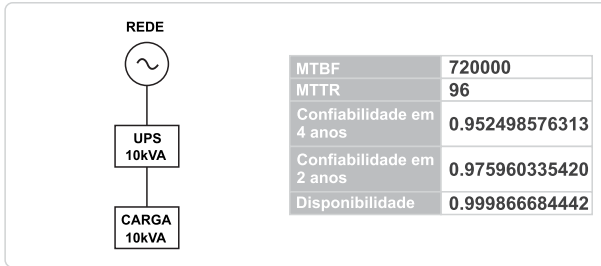 REDE
UPS
10kVA
CARGA
10kVA
MTBF 720000
MTTR 96
Confiabilidade em
4 anos 0.952498576313
Confiabilidade em
2 anos 0.975960335420
Disponibilidade 0.999866684442